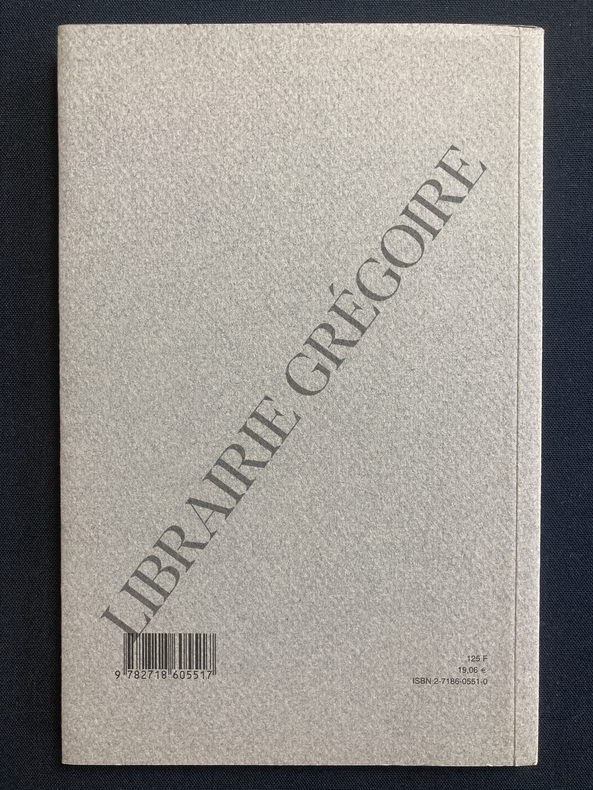 LIBRAIRIE GRÉGOIRE
125 F
19,06 €
ISBN 2-7186-0551-0
9 782718 605517